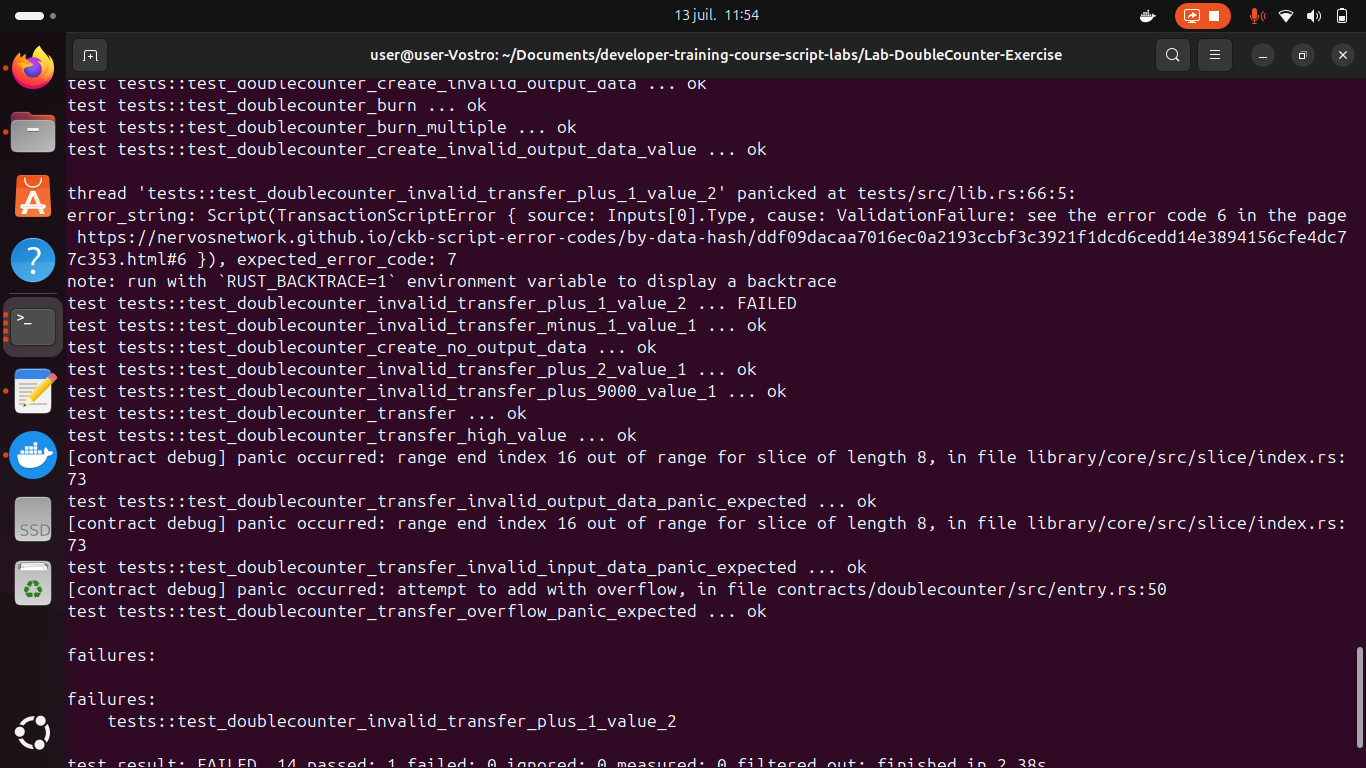 13 juil.  11:54
user@user-Vostro: ~/Documents/developer-training-course-script-labs/Lab-DoubleCounter-Exercise
test tests::test_doublecounter_create_invalid_output_data ... ok
test tests::test_doublecounter_burn ... ok
test tests::test_doublecounter_burn_multiple ... ok
test tests::test_doublecounter_create_invalid_output_data_value ... ok
thread 'tests::test_doublecounter_invalid_transfer_plus_1_value_2' panicked at tests/src/lib.rs:66:5:
error_string: Script(TransactionScriptError { source: Inputs[0].Type, cause: ValidationFailure: see the error code 6 in the page
https://nervosnetwork.github.io/ckb-script-error-codes/by-data-hash/ddf09dacaa7016ec0a2193ccbf3c3921f1dcd6cedd14e3894156cfe4dc7
7c353.html#6 }), expected_error_code: 7
note: run with `RUST_BACKTRACE=1` environment variable to display a backtrace
test tests::test_doublecounter_invalid_transfer_plus_1_value_2 ... FAILED
test tests::test_doublecounter_invalid_transfer_minus_1_value_1 ... ok
test tests::test_doublecounter_create_no_output_data ... ok
test tests::test_doublecounter_invalid_transfer_plus_2_value_1 ... ok
test tests::test_doublecounter_invalid_transfer_plus_9000_value_1 ... ok
test tests::test_doublecounter_transfer ... ok
test tests::test_doublecounter_transfer_high_value ... ok
[contract debug] panic occurred: range end index 16 out of range for slice of length 8, in file library/core/src/slice/index.rs:
73
test tests::test_doublecounter_transfer_invalid_output_data_panic_expected ... ok
[contract debug] panic occurred: range end index 16 out of range for slice of length 8, in file library/core/src/slice/index.rs:
73
test tests::test_doublecounter_transfer_invalid_input_data_panic_expected ... ok
[contract debug] panic occurred: attempt to add with overflow, in file contracts/doublecounter/src/entry.rs:50
test tests::test_doublecounter_transfer_overflow_panic_expected ... ok
failures:
failures:
tests::test_doublecounter_invalid_transfer_plus_1_value_2
test result: FAILED. 14 passed; 1 failed; 0 ignored; 0 measured; 0 filtered out; finished in 2.38s
SSD